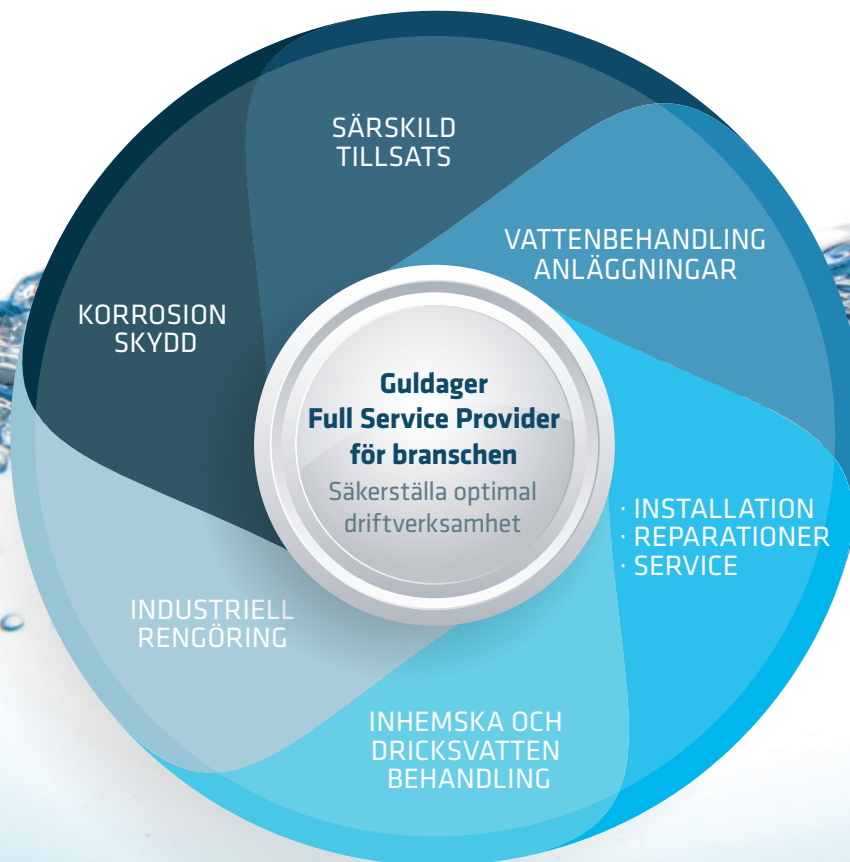 SÄRSKILD
TILLSATS
VATTENBEHANDLING
ANLÄGGNINGAR
KORROSION
SKYDD
Guldager
Full Service Provider
för branschen
Säkerställa optimal
driftverksamhet
· INSTALLATION
· REPARATIONER
· SERVICE
INDUSTRIELL
RENGÖRING
INHEMSKA OCH
DRICKSVATTEN
BEHANDLING